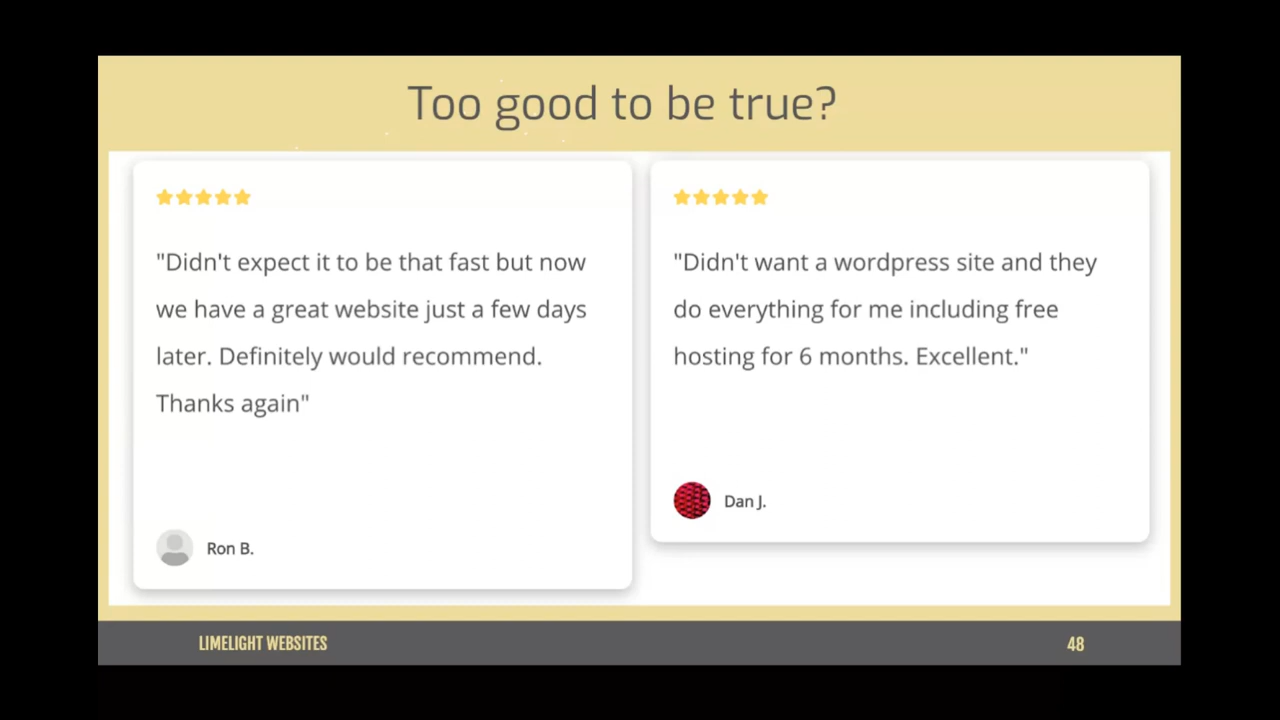 Too good to be true?
"Didn't expect it to be that fast but now
we have a great website just a few days
later. Definitely would recommend.
Thanks again"
Ron B.
"Didn't want a wordpress site and they
do everything for me including free
hosting for 6 months. Excellent."
Dan J.
LIMELIGHT WEBSITES
48